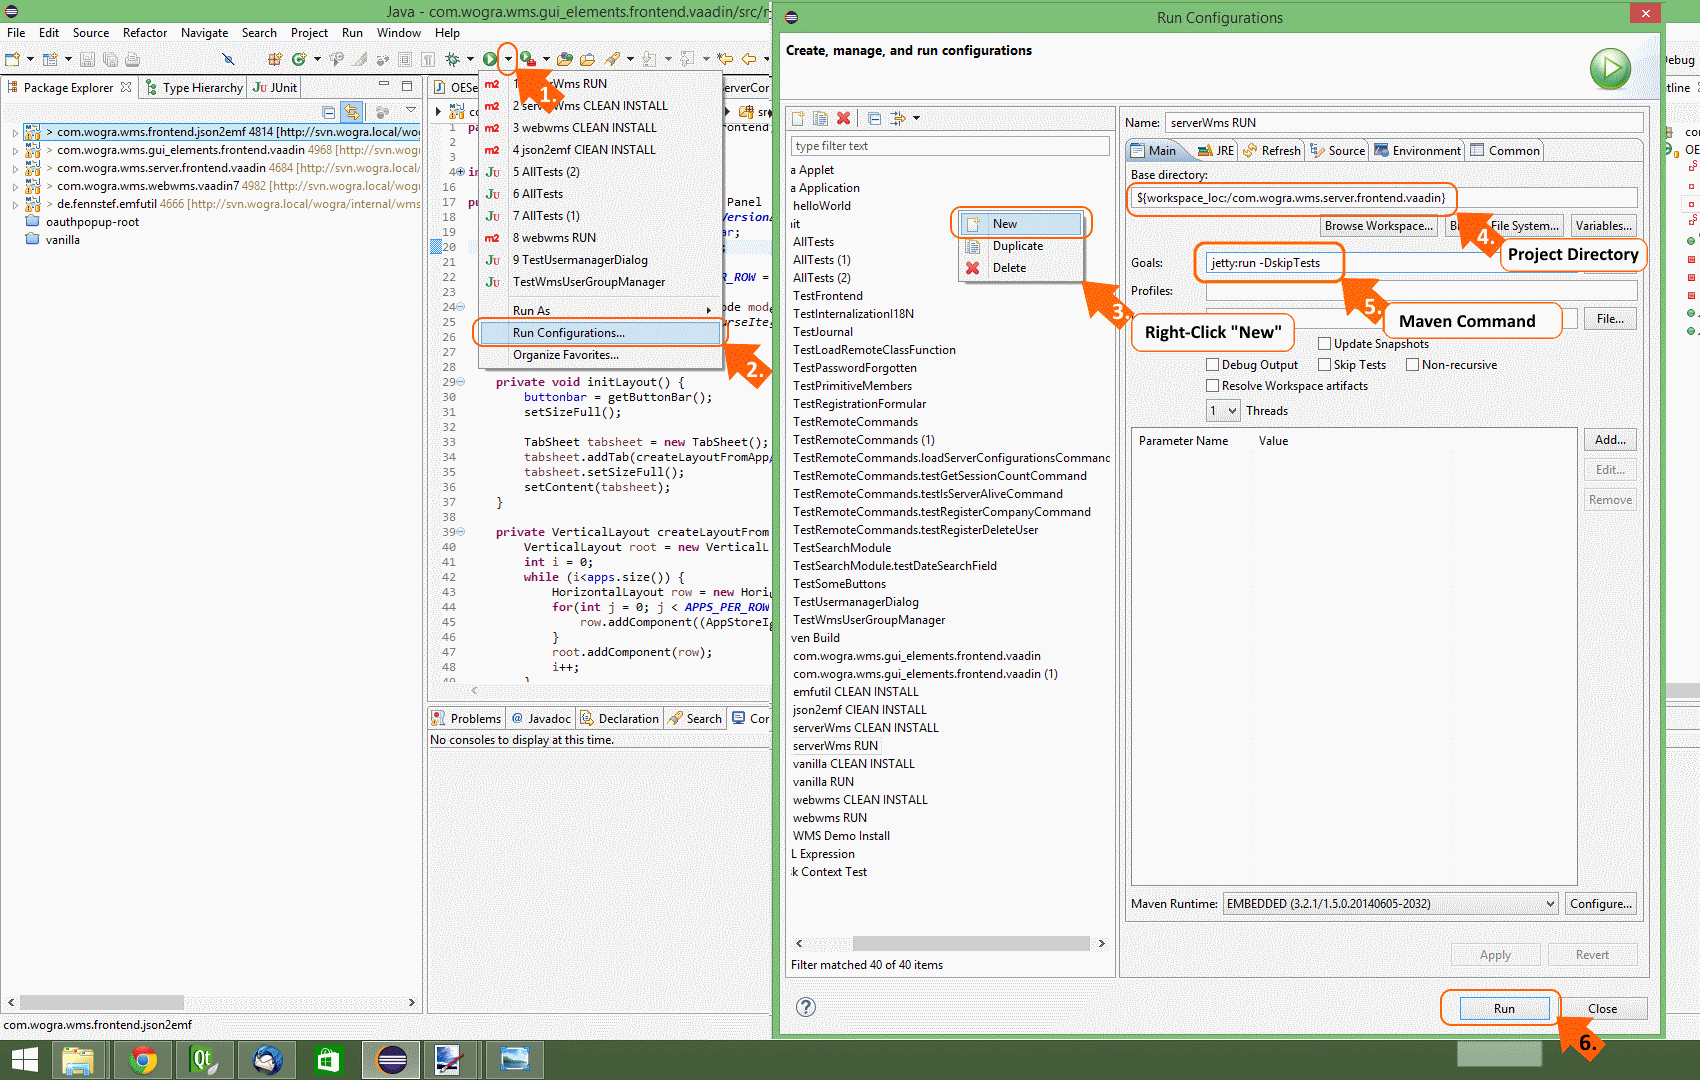 Java - com.wogra.wms.gui_elements.frontend.vaadin/src/
File Edit Source Refactor Navigate Search Project Run Window Help
Package Explorer Type Hierarchy JUnit
> com.wogra.wms.frontend.json2emf 4814 [http://svn.wogra.local/wo
> com.wogra.wms.gui_elements.frontend.vaadin 4968 [http://svn.wog
> com.wogra.wms.server.frontend.vaadin 4684 [http://svn.wogra.loca
> com.wogra.wms.webwms.vaadin7 4982 [http://svn.wogra.local/wog
> de.fennstef.emfutil 4666 [http://svn.wogra.local/wogra/internal/wms
oauthpopup-root
vanilla
com.wogra.wms.frontend.json2emf
1.
RUN
2 serverWms CLEAN INSTALL
3 webwms CLEAN INSTALL
4 json2emf ClEAN INSTALL
5 AllTests (2)
6 AllTests
7 AllTests (1)
8 webwms RUN
9 TestUsermanagerDialog
TestWmsUserGroupManager
Run As
Run Configurations...
Organize Favorites...
2.
29 private void initLayout() {
30 buttonbar = getButtonBar();
31 setSizeFull();
32
33 TabSheet tabsheet = new TabSheet();
34 tabsheet.addTab(createLayoutFromApp
35 tabsheet.setSizeFull();
36 setContent(tabsheet);
37 }
38
39 private VerticalLayout createLayoutFrom
40 VerticalLayout root = new VerticalL
41 int i = 0;
42 while (i<apps.size()) {
43 HorizontalLayout row = new Hori
44 for(int j = 0; j < APPS_PER_ROW
45 row.addComponent((AppStoreI
46 }
47 root.addComponent(row);
48 i++;
Problems Javadoc Declaration Search Con
No consoles to display at this time.
Run Configurations
Create, manage, and run configurations
type filter text
a Applet
a Application
helloWorld
nit
AllTests
AllTests (1)
AllTests (2)
TestFrontend
TestInternalizationI18N
TestJournal
TestLoadRemoteClassFunction
TestPasswordForgotten
TestPrimitiveMembers
TestRegistrationFormular
TestRemoteCommands
TestRemoteCommands (1)
TestRemoteCommands.loadServerConfigurationsCommand
TestRemoteCommands.testGetSessionCountCommand
TestRemoteCommands.testIsServerAliveCommand
TestRemoteCommands.testRegisterCompanyCommand
TestRemoteCommands.testRegisterDeleteUser
TestSearchModule
TestSearchModule.testDateSearchField
TestSomeButtons
TestUsermanagerDialog
TestWmsUserGroupManager
ven Build
com.wogra.wms.gui_elements.frontend.vaadin
com.wogra.wms.gui_elements.frontend.vaadin (1)
emfutil CLEAN INSTALL
json2emf ClEAN INSTALL
serverWms CLEAN INSTALL
serverWms RUN
vanilla CLEAN INSTALL
vanilla RUN
webwms CLEAN INSTALL
webwms RUN
WMS Demo Install
L Expression
k Context Test
Filter matched 40 of 40 items
New
Duplicate
Delete
3.
Right-Click "New"
Name: serverWms RUN
Main JRE Refresh Source Environment Common
Base directory:
${workspace_loc:/com.wogra.wms.server.frontend.vaadin}
Browse Workspace... File System... Variables...
4.
Project Directory
Goals: jetty:run -DskipTests
Profiles:
5.
Maven Command
File...
Update Snapshots
Debug Output Skip Tests Non-recursive
Resolve Workspace artifacts
1 Threads
Parameter Name Value
Add...
Edit...
Remove
Maven Runtime: EMBEDDED (3.2.1/1.5.0.20140605-2032) Configure...
Apply Revert
Run Close
6.